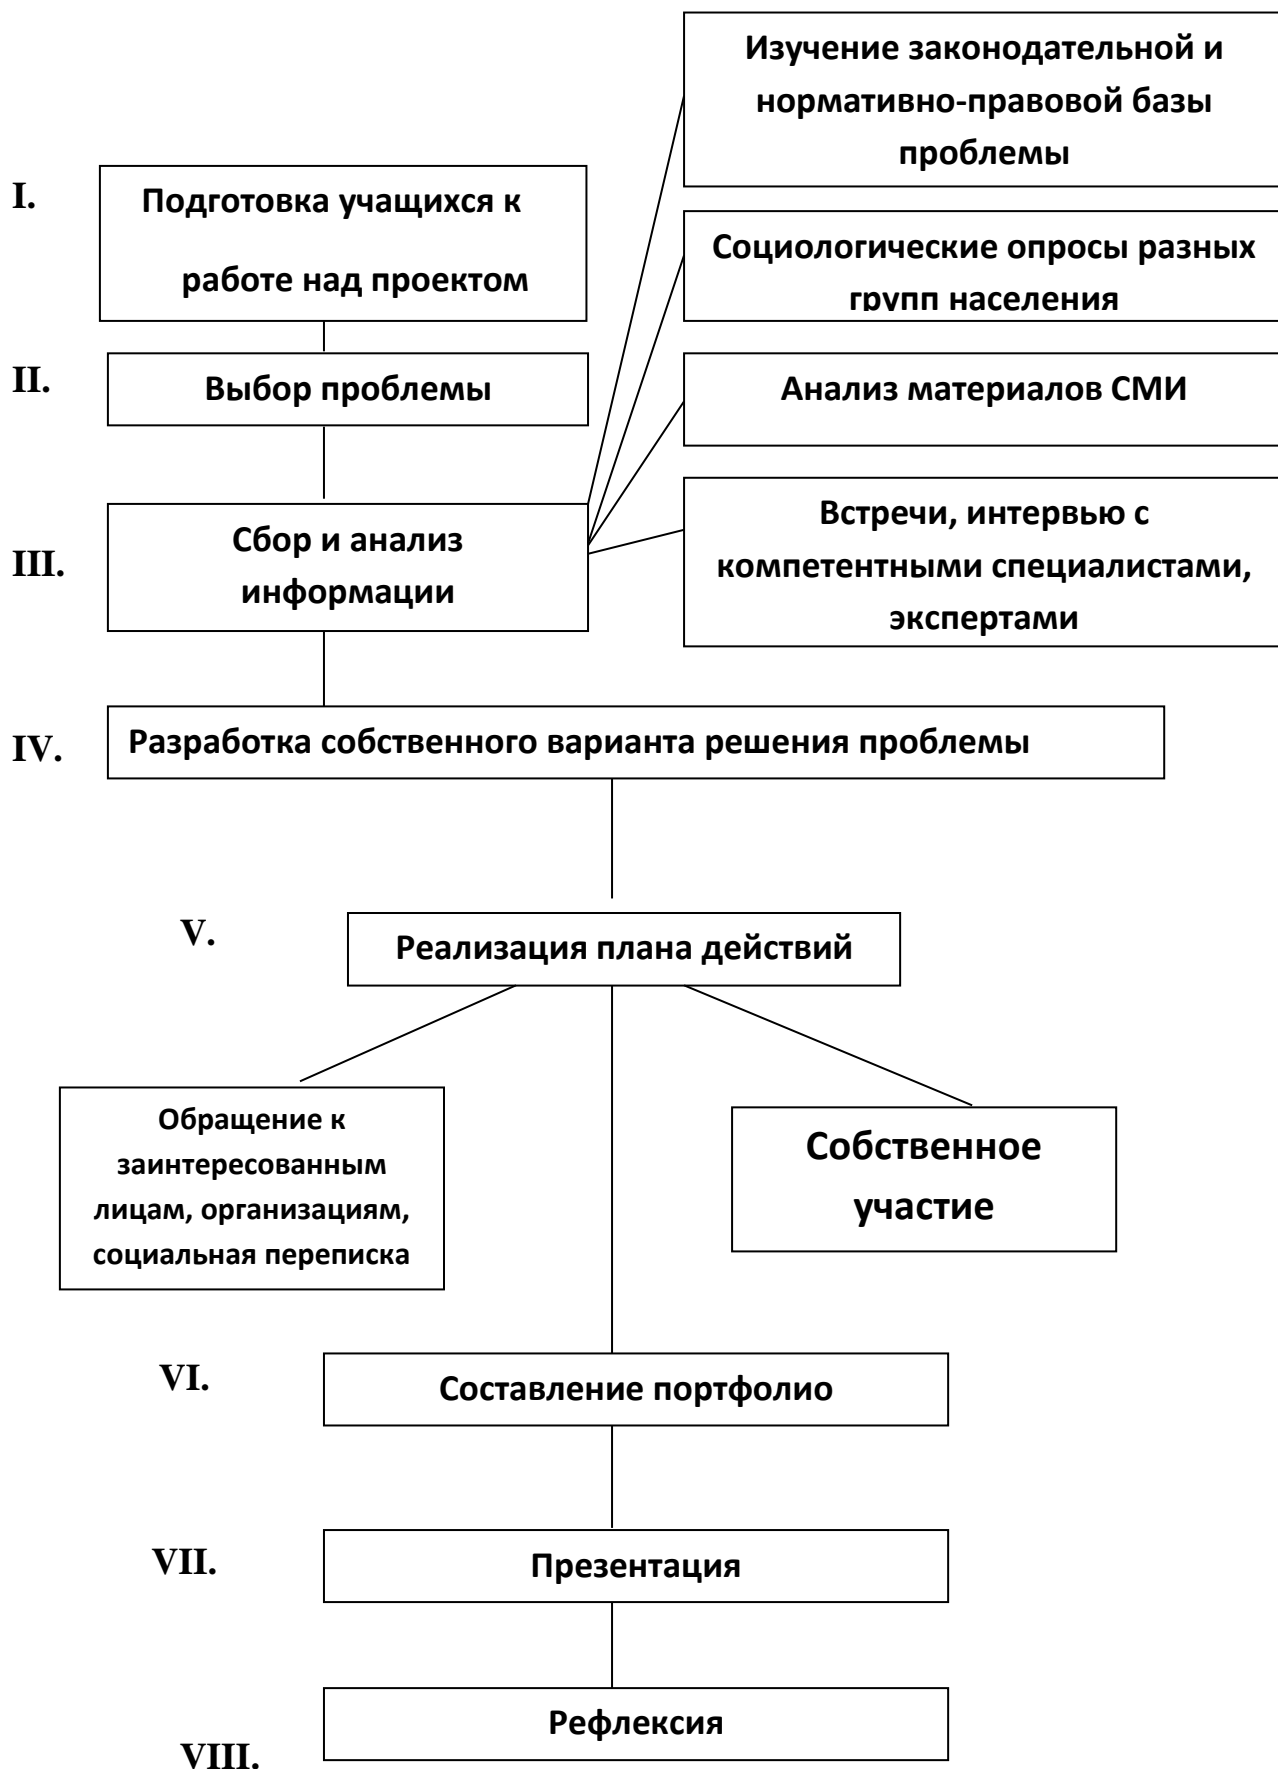 Изучение законодательной и
нормативно-правовой базы
проблемы
I.
Подготовка учащихся к
работе над проектом
Социологические опросы разных
групп населения
II.
Выбор проблемы
Анализ материалов СМИ
III.
Сбор и анализ
информации
Встречи, интервью с
компетентными специалистами,
экспертами
IV.
Разработка собственного варианта решения проблемы
V.
Реализация плана действий
Обращение к
заинтересованным
лицам, организациям,
социальная переписка
Собственное
участие
VI.
Составление портфолио
VII.
Презентация
VIII.
Рефлексия